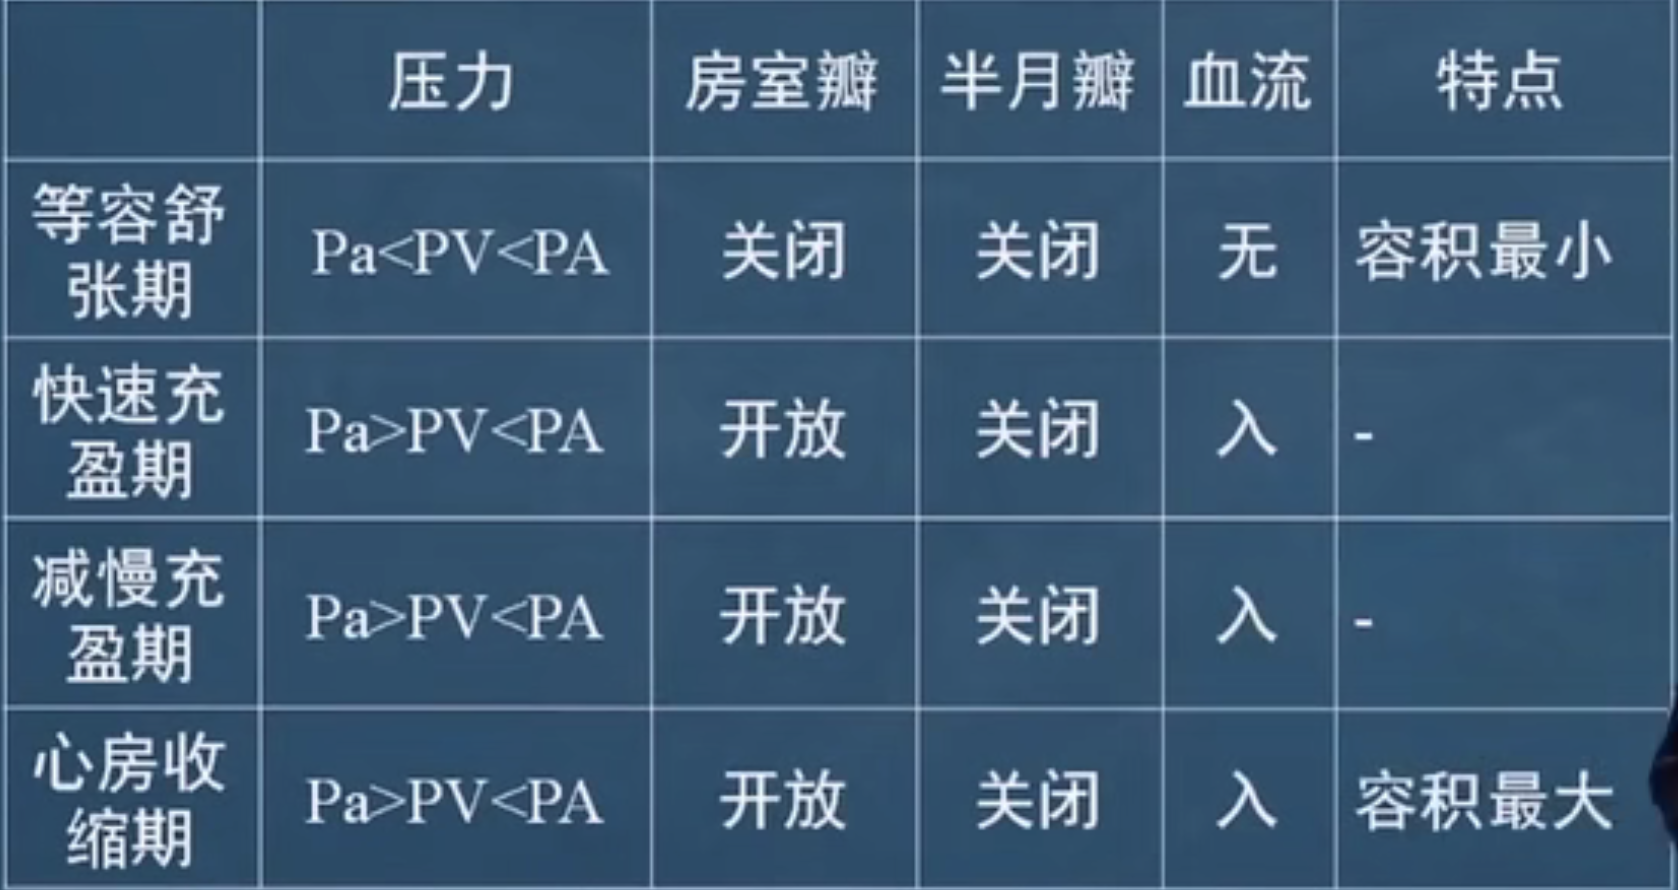 压力 房室瓣 半月瓣 血流 特点
等容舒
张期 Pa<PV<PA 关闭 关闭 无 容积最小
快速充
盈期 Pa>PV<PA 开放 关闭 入 -
减慢充
盈期 Pa>PV<PA 开放 关闭 入 -
心房收
缩期 Pa>PV<PA 开放 关闭 入 容积最大